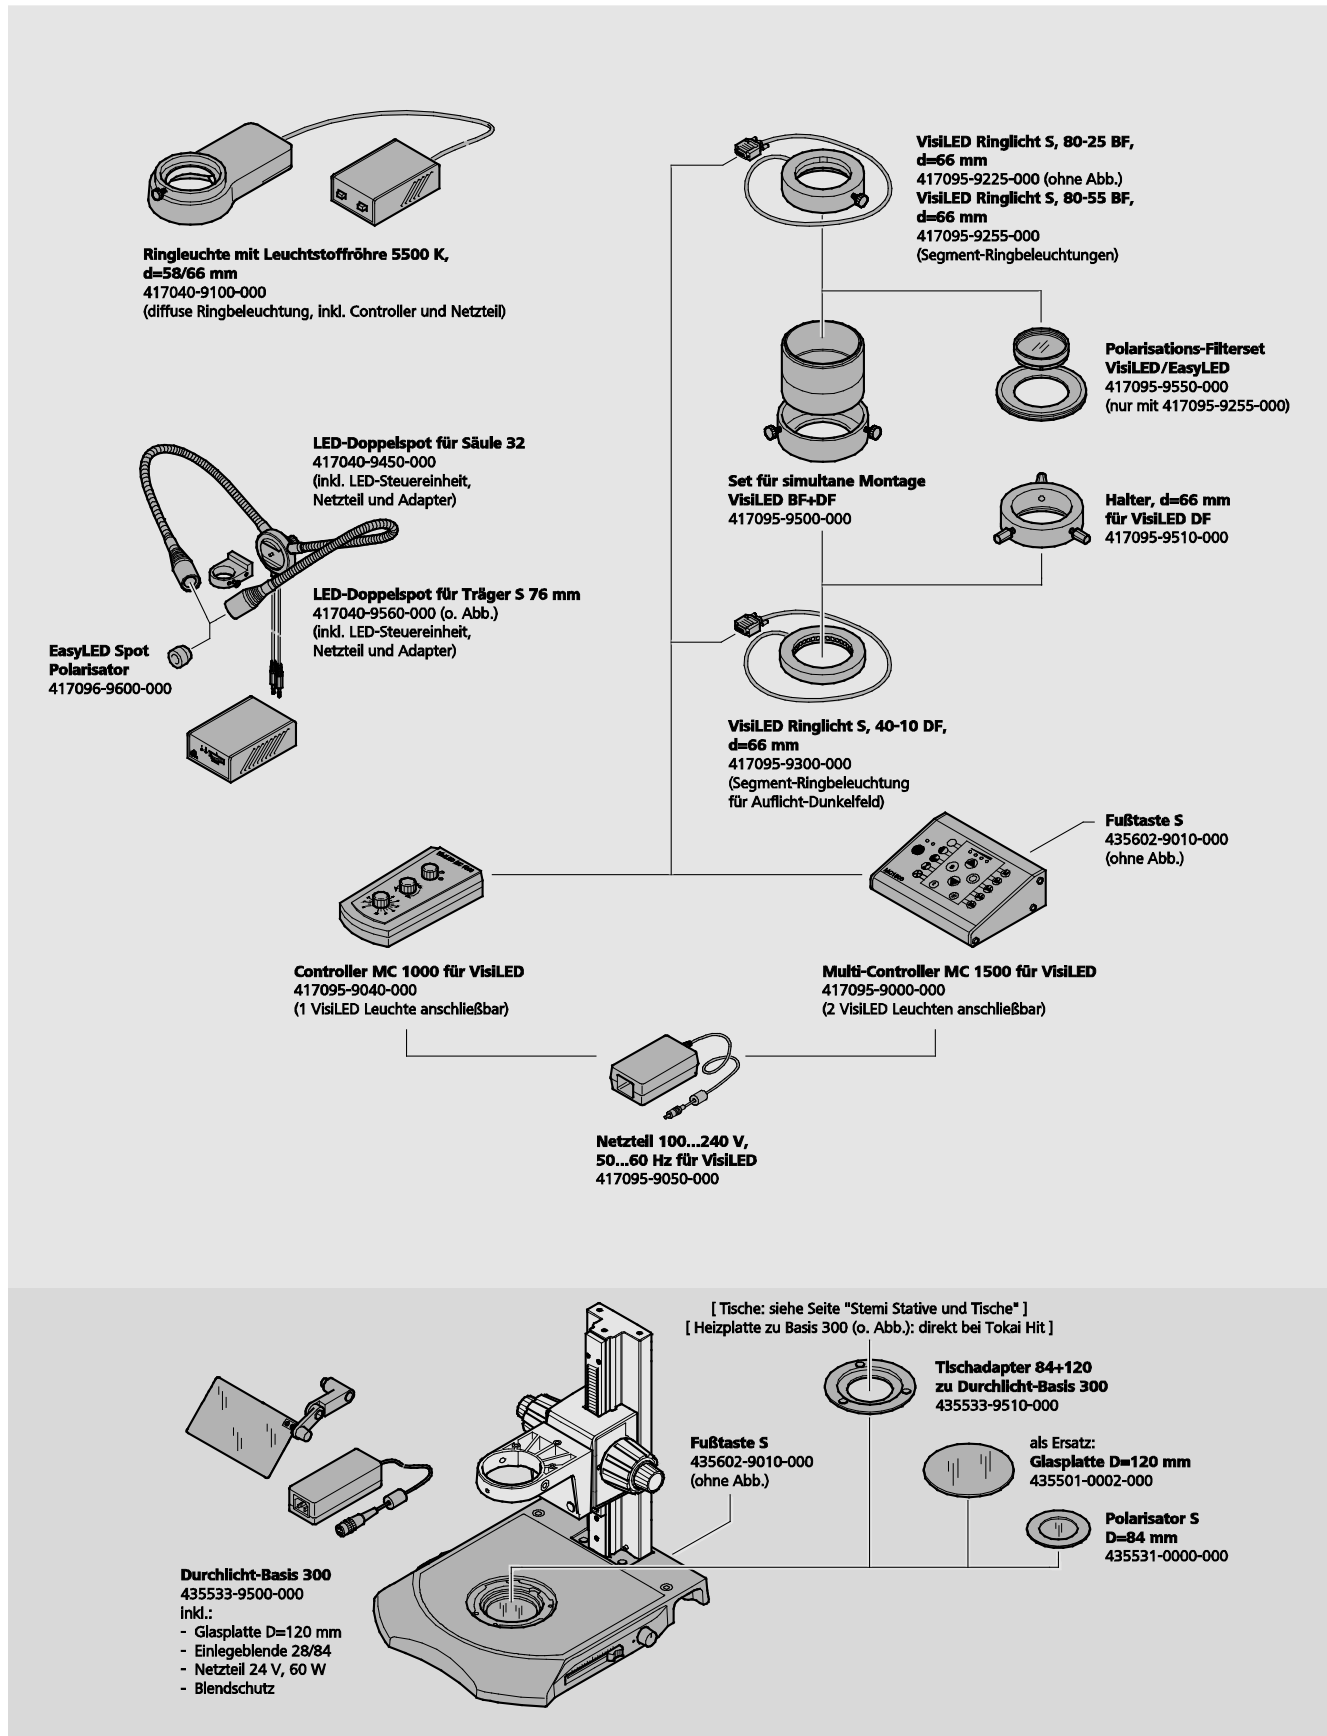 VisiLED Ringlicht S, 80-25 BF,
d=66 mm
417095-9225-000 (ohne Abb.)
VisiLED Ringlicht S, 80-55 BF,
d=66 mm
417095-9255-000
(Segment-Ringbeleuchtungen)
Ringleuchte mit Leuchtstoffröhre 5500 K,
d=58/66 mm
417040-9100-000
(diffuse Ringbeleuchtung, inkl. Controller und Netzteil)
Polarisations-Filterset
VisiLED/EasyLED
417095-9550-000
(nur mit 417095-9255-000)
LED-Doppelspot für Säule 32
417040-9450-000
(inkl. LED-Steuereinheit,
Netzteil und Adapter)
Set für simultane Montage
VisiLED BF+DF
417095-9500-000
Halter, d=66 mm
für VisiLED DF
417095-9510-000
LED-Doppelspot für Träger S 76 mm
417040-9560-000 (o. Abb.)
(inkl. LED-Steuereinheit,
Netzteil und Adapter)
EasyLED Spot
Polarisator
417096-9600-000
VisiLED Ringlicht S, 40-10 DF,
d=66 mm
417095-9300-000
(Segment-Ringbeleuchtung
für Auflicht-Dunkelfeld)
Fußtaste S
435602-9010-000
(ohne Abb.)
MC1500
Controller MC 1000 für VisiLED
417095-9040-000
(1 VisiLED Leuchte anschließbar)
Multi-Controller MC 1500 für VisiLED
417095-9000-000
(2 VisiLED Leuchten anschließbar)
Netzteil 100...240 V,
50...60 Hz für VisiLED
417095-9050-000
[ Tische: siehe Seite "Stemi Stative und Tische" ]
[ Heizplatte zu Basis 300 (o. Abb.): direkt bei Tokai Hit ]
Tischadapter 84+120
zu Durchlicht-Basis 300
435533-9510-000
Fußtaste S
435602-9010-000
(ohne Abb.)
als Ersatz:
Glasplatte D=120 mm
435501-0002-000
Polarisator S
D=84 mm
435531-0000-000
Durchlicht-Basis 300
435533-9500-000
inkl.:
- Glasplatte D=120 mm
- Einlegeblende 28/84
- Netzteil 24 V, 60 W
- Blendschutz